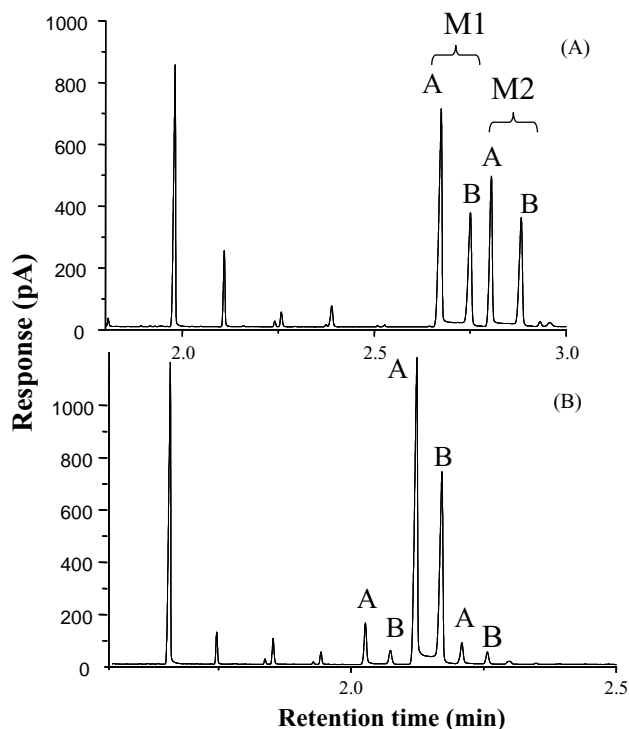 1000
800
600
400
200
0
M1
M2
(A)
A
B
A
B
2.0
2.5
3.0
Response (pA)
1000
800
600
400
200
0
(B)
A
B
A
B
A
B
2.0
2.5
Retention time (min)